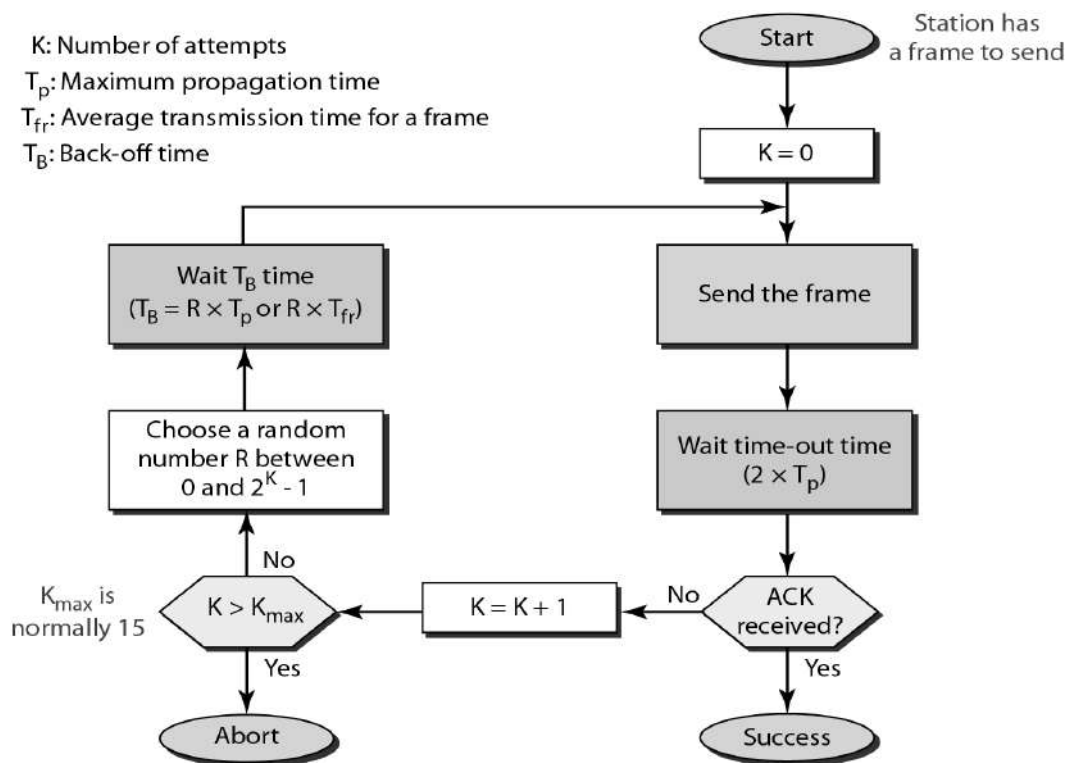 K: Number of attempts
Tp: Maximum propagation time
Tfr: Average transmission time for a frame
TB: Back-off time
Start
Station has
a frame to send
K = 0
Wait TB time
(TB = R × Tp or R × Tfr)
Send the frame
Choose a random
number R between
0 and 2^K - 1
Wait time-out time
(2 × Tp)
No
Kmax is
normally 15
K > Kmax
K = K + 1
No
ACK
received?
Yes
Yes
Abort
Success